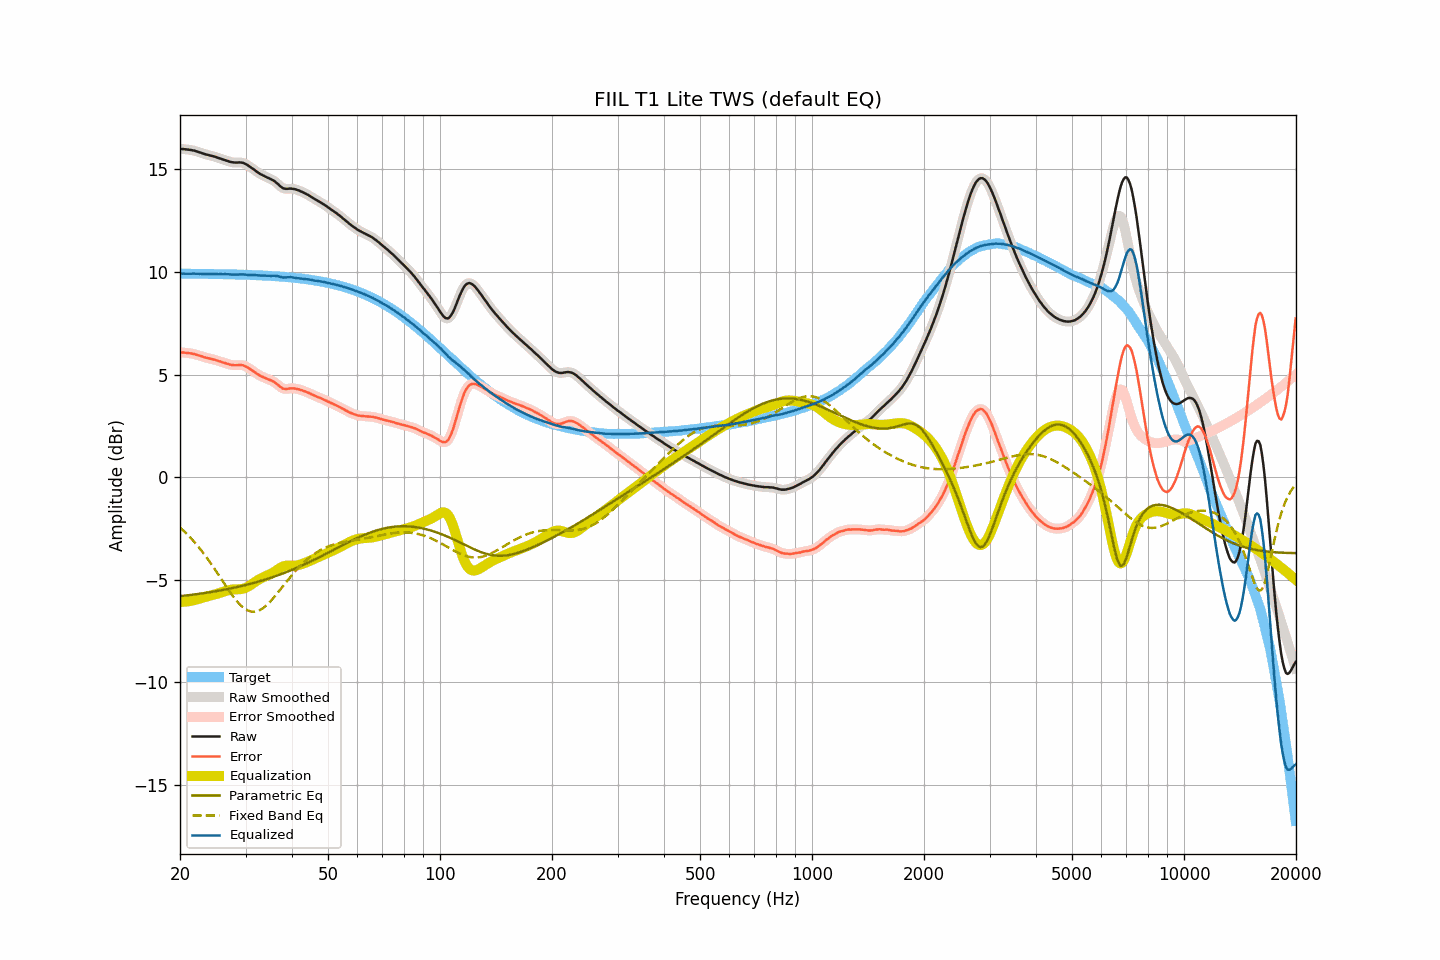 FIIL T1 Lite TWS (default EQ)
Amplitude (dBr)
15
10
5
0
−5
−10
−15
Target
Raw Smoothed
Error Smoothed
Raw
Error
Equalization
Parametric Eq
Fixed Band Eq
Equalized
20 50 100 200 500 1000 2000 5000 10000 20000
Frequency (Hz)